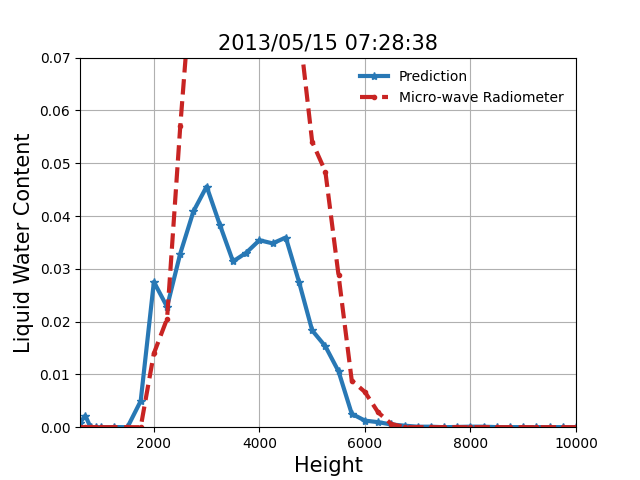 2013/05/15 07:28:38
0.07
0.06
0.05
0.04
0.03
0.02
0.01
0.00
Liquid Water Content
Prediction
Micro-wave Radiometer
2000 4000 6000 8000 10000
Height